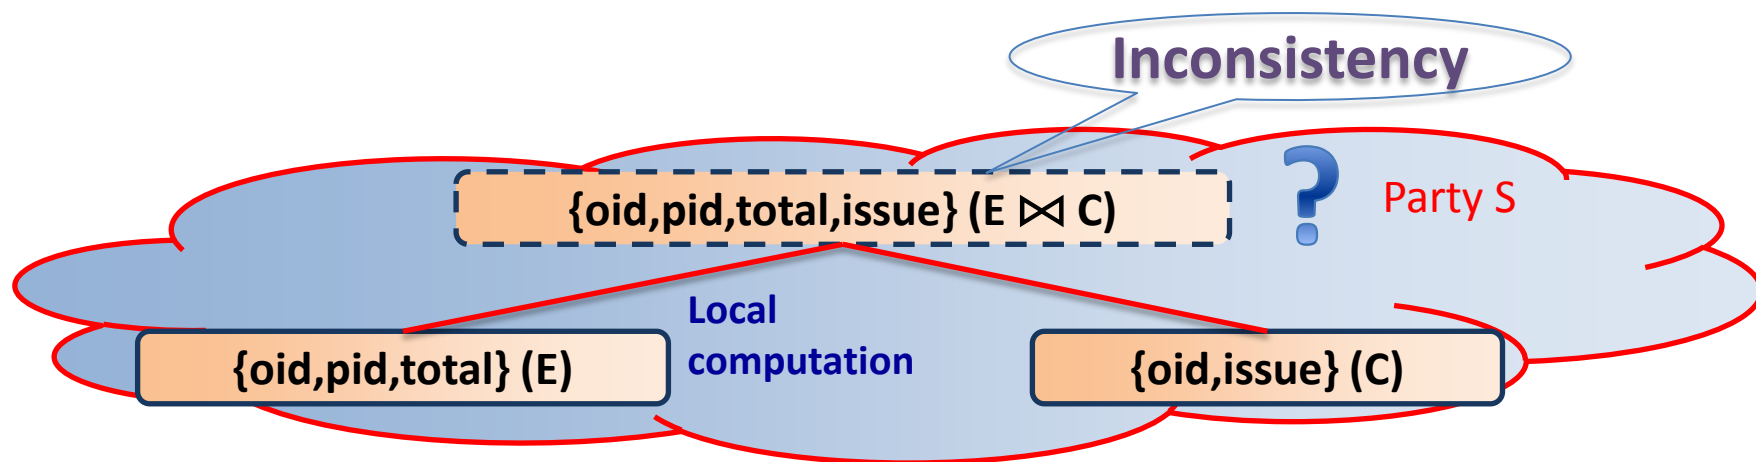 Inconsistency
{oid,pid,total,issue} (E ⋈ C)
?
Party S
Local
computation
{oid,pid,total} (E)
{oid,issue} (C)